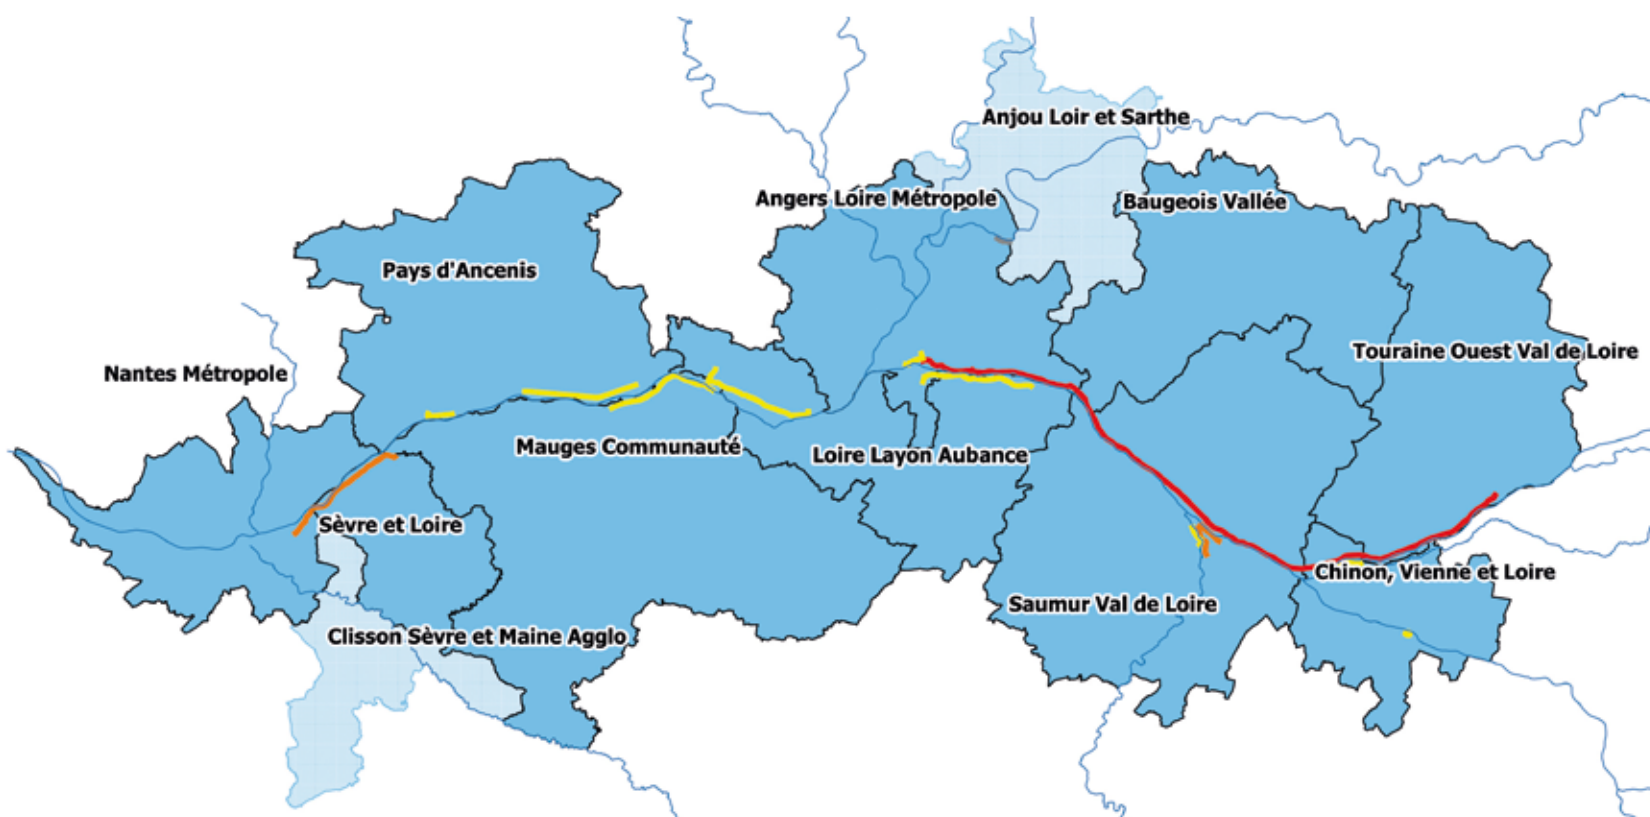 Anjou Loir et Sarthe
Angers Loire Métropole
Baugeois Vallée
Pays d'Ancenis
Touraine Ouest Val de Loire
Nantes Métropole
Mauges Communauté
Loire Layon Aubance
Sèvre et Loire
Chinon, Vienne et Loire
Saumur Val de Loire
Clisson Sèvre et Maine Agglo